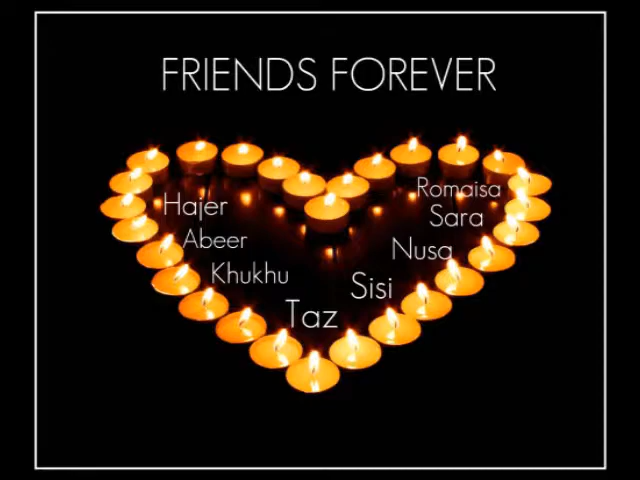 FRIENDS FOREVER
Hajer
Abeer
Khukhu
Taz
Sisi
Nusa
Sara
Romaisa